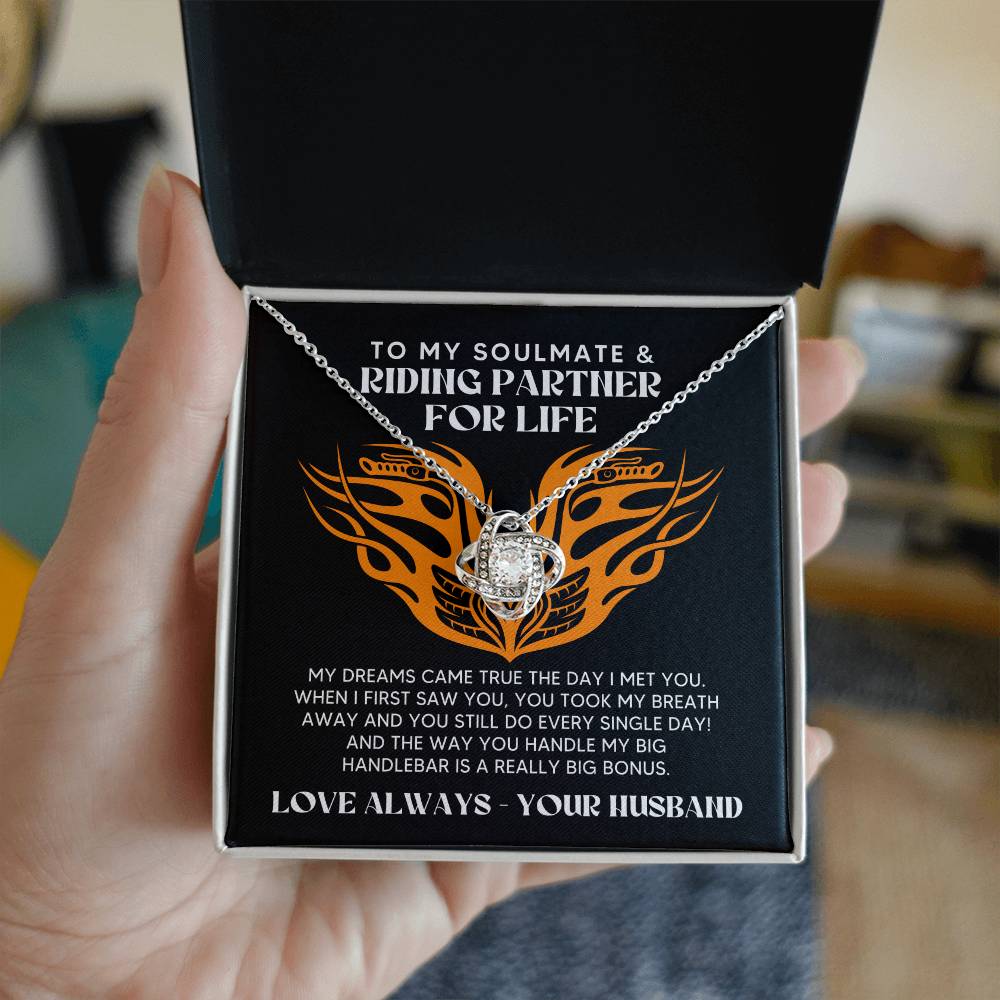 TO MY SOULMATE &
RIDING PARTNER
FOR LIFE
MY DREAMS CAME TRUE THE DAY I MET YOU.
WHEN I FIRST SAW YOU, YOU TOOK MY BREATH
AWAY AND YOU STILL DO EVERY SINGLE DAY!
AND THE WAY YOU HANDLE MY BIG
HANDLEBAR IS A REALLY BIG BONUS.
LOVE ALWAYS - YOUR HUSBAND